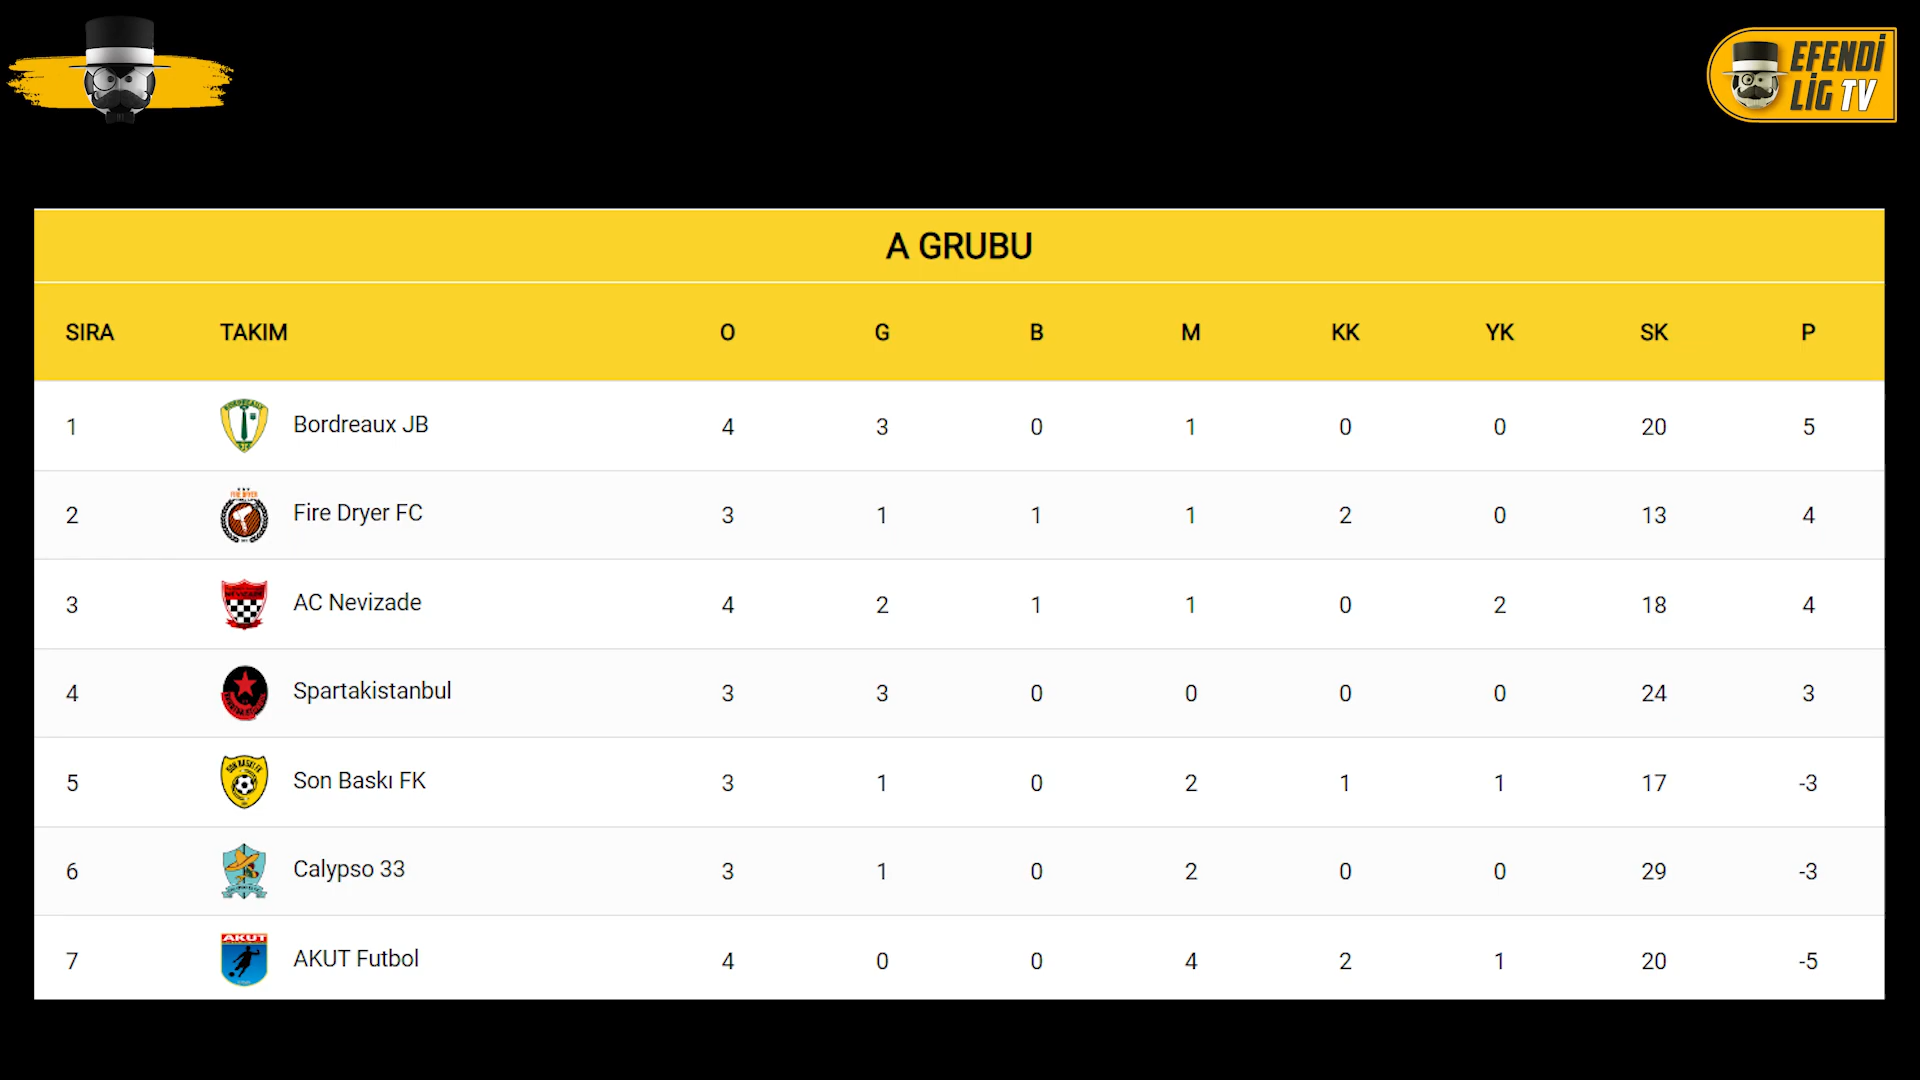 EFENDİ
LİG TV
A GRUBU
SIRA TAKIM O G B M KK YK SK P
1 Bordreaux JB 4 3 0 1 0 0 20 5
2 Fire Dryer FC 3 1 1 1 2 0 13 4
3 AC Nevizade 4 2 1 1 0 2 18 4
4 Spartakistanbul 3 3 0 0 0 0 24 3
5 Son Baskı FK 3 1 0 2 1 1 17 -3
6 Calypso 33 3 1 0 2 0 0 29 -3
AKUT
7 AKUT Futbol 4 0 0 4 2 1 20 -5